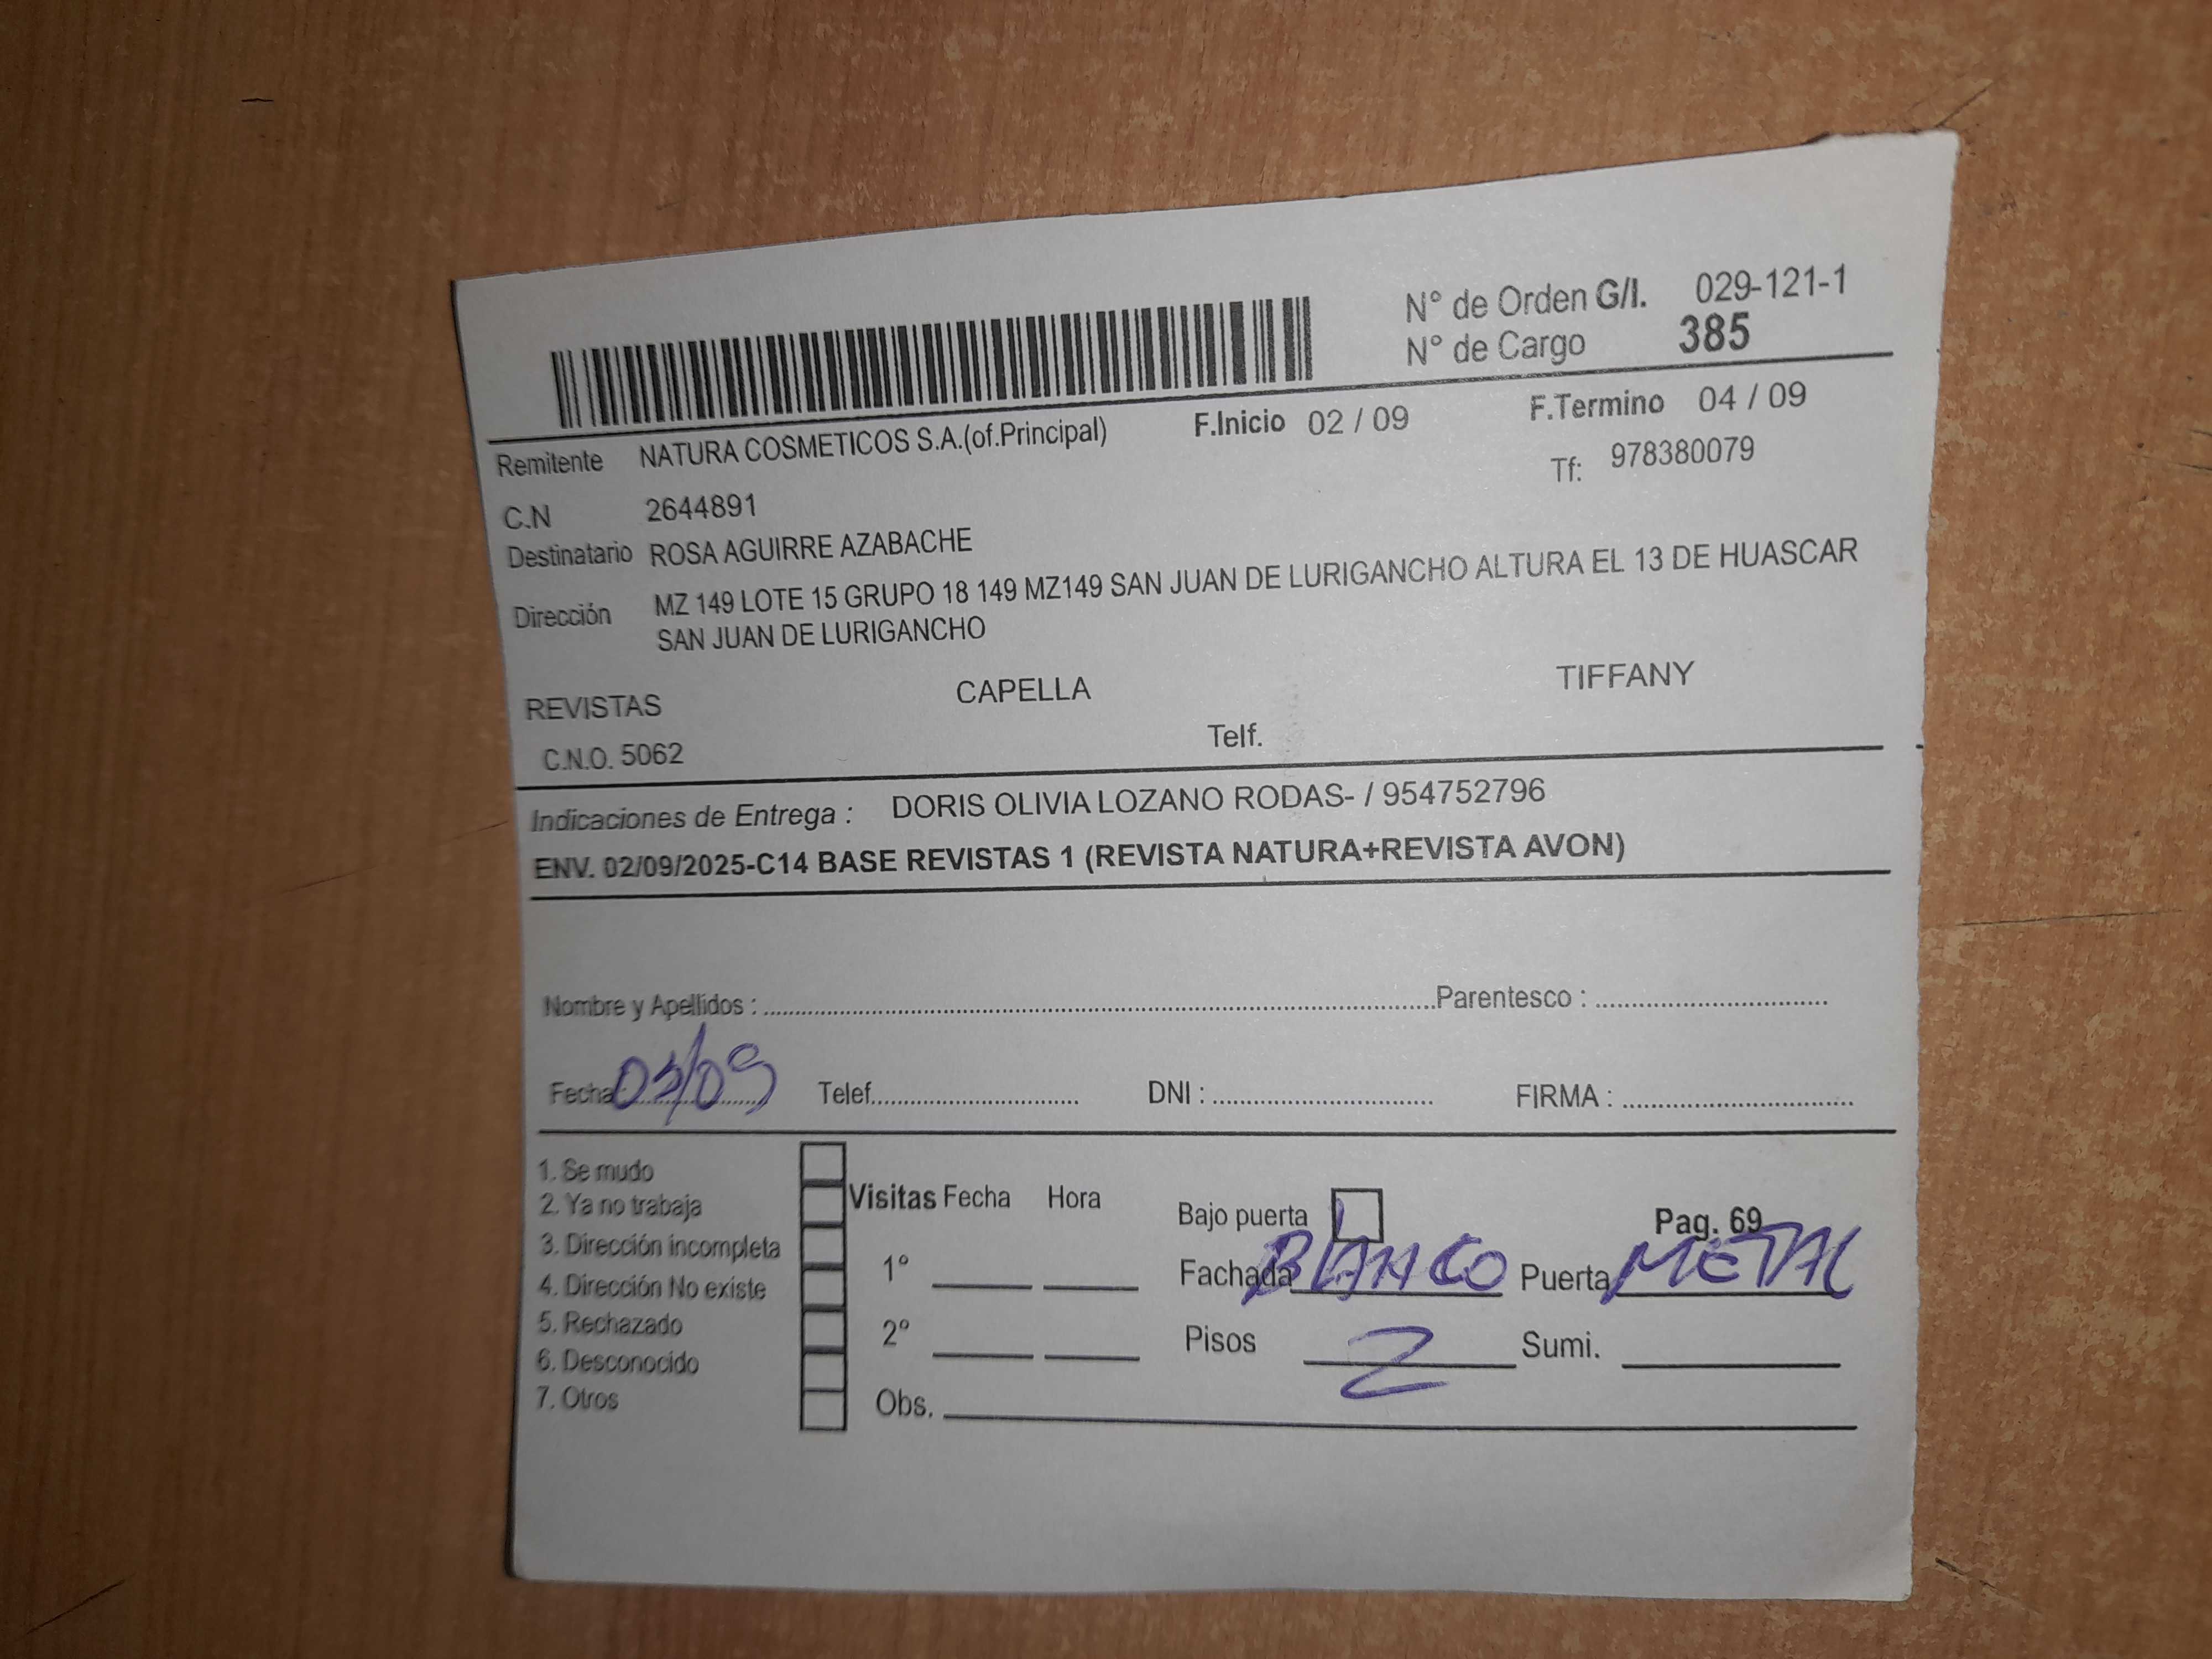 N° de Orden G/I. 029-121-1
N° de Cargo 385
Remitente NATURA COSMETICOS S.A.(of.Principal) F.Inicio 02 / 09 F.Termino 04 / 09
C.N 2644891 Tf: 978380079
Destinatario ROSA AGUIRRE AZABACHE
Dirección MZ 149 LOTE 15 GRUPO 18 149 MZ149 SAN JUAN DE LURIGANCHO ALTURA EL 13 DE HUASCAR
SAN JUAN DE LURIGANCHO
REVISTAS CAPELLA TIFFANY
C.N.O. 5062 Telf.
Indicaciones de Entrega : DORIS OLIVIA LOZANO RODAS- / 954752796
ENV. 02/09/2025-C14 BASE REVISTAS 1 (REVISTA NATURA+REVISTA AVON)
Nombre y Apellidos : Parentesco :
Fecha Telef. DNI : FIRMA :
1. Se mudo
2. Ya no trabaja
3. Dirección incompleta
4. Dirección No existe
5. Rechazado
6. Desconocido
7. Otros
Visitas Fecha Hora
1°
2°
Obs.
Bajo puerta Pag. 69
Fachada BLANCO Puerta METAL
Pisos 2 Sumi.